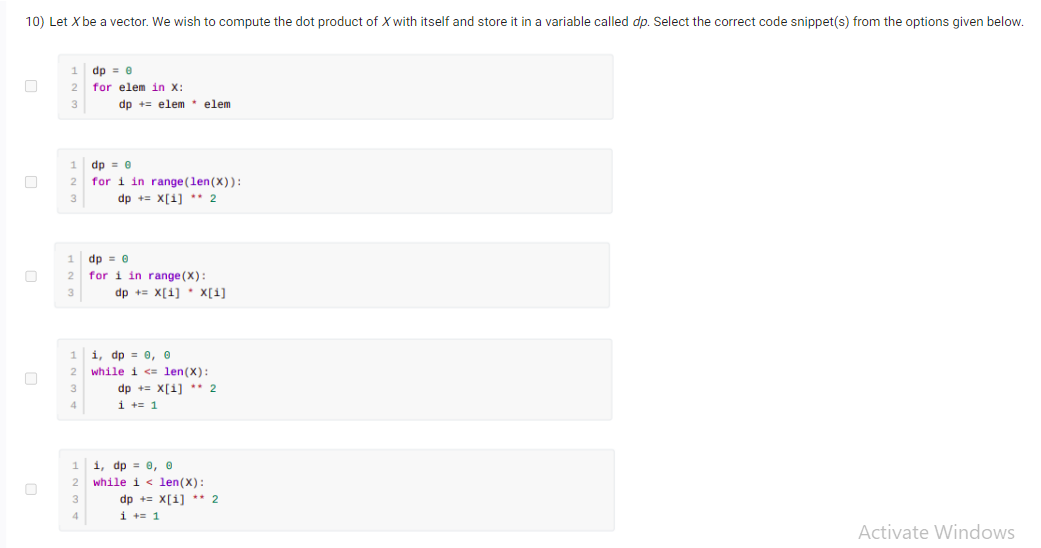 10) Let X be a vector. We wish to compute the dot product of X with itself and store it in a variable called dp. Select the correct code snippet(s) from the options given below.
1 dp = 0
2 for elem in X:
3 dp += elem * elem
1 dp = 0
2 for i in range(len(X)):
3 dp += X[i] ** 2
1 dp = 0
2 for i in range(X):
3 dp += X[i] * X[i]
1 i, dp = 0, 0
2 while i <= len(X):
3 dp += X[i] ** 2
4 i += 1
1 i, dp = 0, 0
2 while i < len(X):
3 dp += X[i] ** 2
4 i += 1
Activate Windows